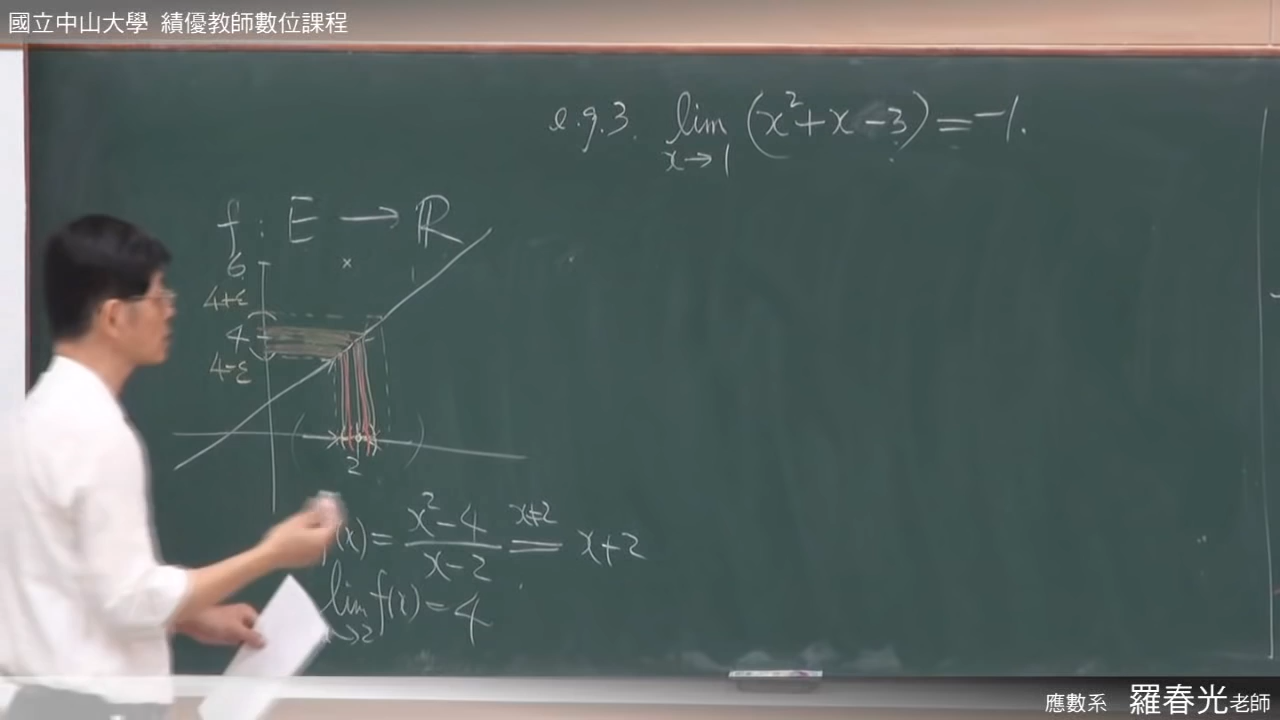 國立中山大學 績優教師數位課程
e.g.3. lim x→1 (x²+x-3) = -1.
f: E → ℝ
6
4+ε
4
4-ε
2
(x) = x²-4 / x-2 = x≠2 x+2
lim →2 f(x) = 4
應數系 羅春光老師